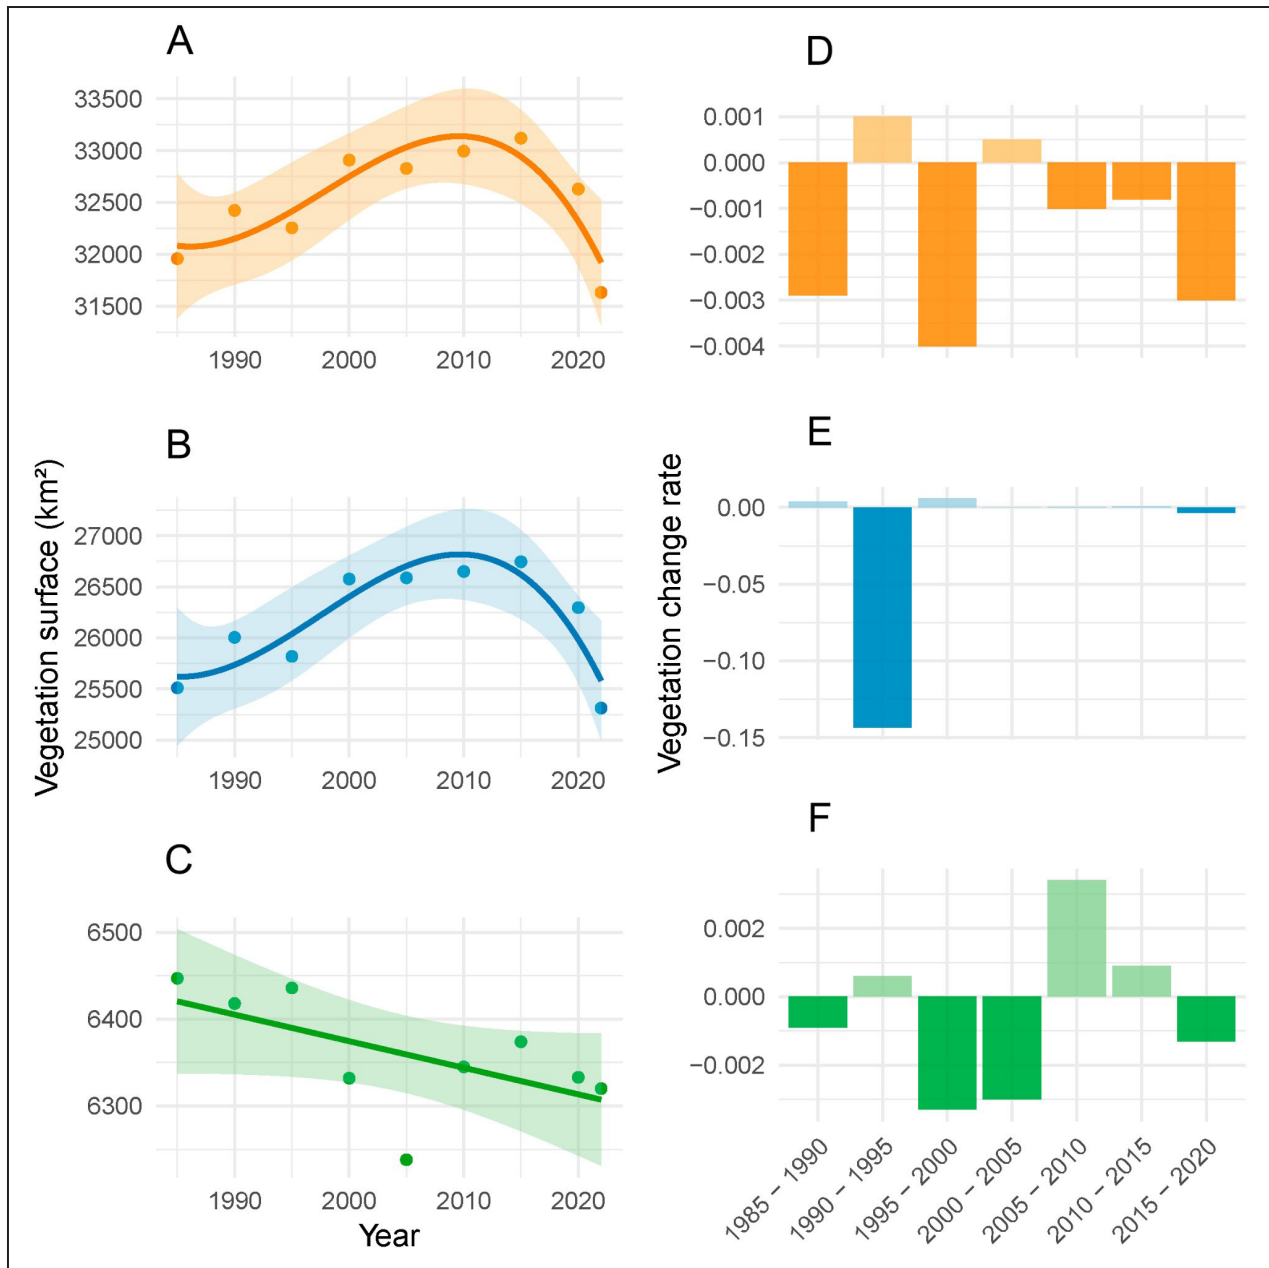 A
33500
33000
32500
32000
31500
1990
2000
2010
2020
B
Vegetation surface (km²)
27000
26500
26000
25500
25000
1990
2000
2010
2020
C
6500
6400
6300
1990
2000
2010
2020
Year
D
0.001
0.000
−0.001
−0.002
−0.003
−0.004
E
Vegetation change rate
0.00
−0.05
−0.10
−0.15
F
0.002
0.000
−0.002
1985 – 1990
1990 – 1995
1995 – 2000
2000 – 2005
2005 – 2010
2010 – 2015
2015 – 2020